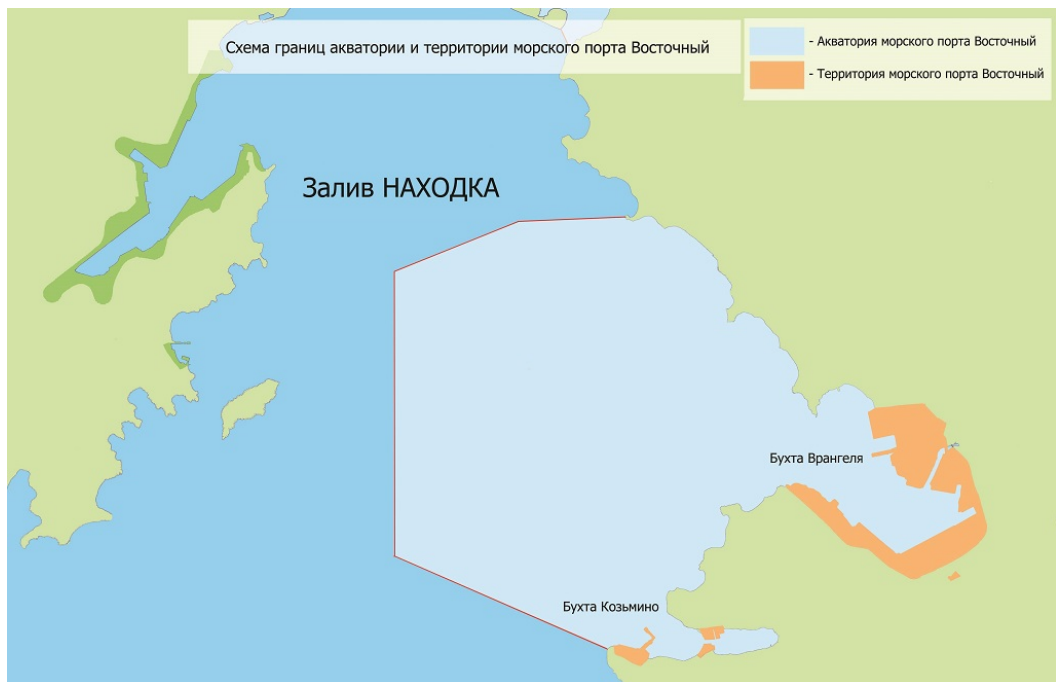 Схема границ акватории и территории морского порта Восточный
- Акватория морского порта Восточный
- Территория морского порта Восточный
Залив НАХОДКА
Бухта Врангеля
Бухта Козьмино